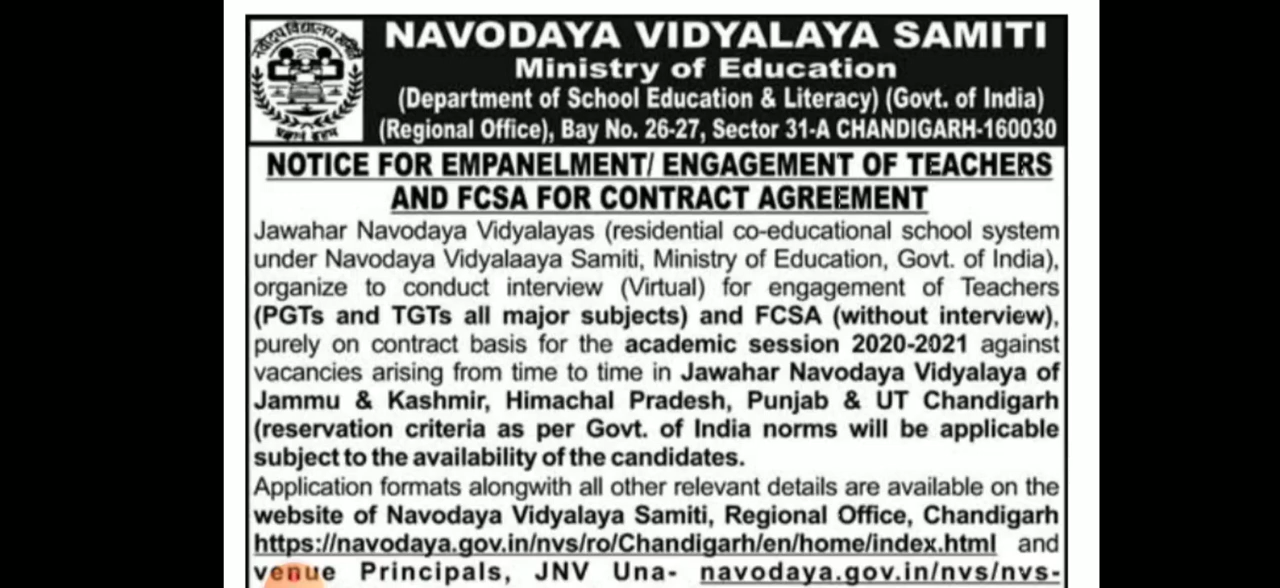 नवोदय विद्यालय समिति
NAVODAYA VIDYALAYA SAMITI
Ministry of Education
(Department of School Education & Literacy) (Govt. of India)
(Regional Office), Bay No. 26-27, Sector 31-A CHANDIGARH-160030
NOTICE FOR EMPANELMENT/ ENGAGEMENT OF TEACHERS
AND FCSA FOR CONTRACT AGREEMENT
Jawahar Navodaya Vidyalayas (residential co-educational school system
under Navodaya Vidyalaaya Samiti, Ministry of Education, Govt. of India),
organize to conduct interview (Virtual) for engagement of Teachers
(PGTs and TGTs all major subjects) and FCSA (without interview),
purely on contract basis for the academic session 2020-2021 against
vacancies arising from time to time in Jawahar Navodaya Vidyalaya of
Jammu & Kashmir, Himachal Pradesh, Punjab & UT Chandigarh
(reservation criteria as per Govt. of India norms will be applicable
subject to the availability of the candidates.
Application formats alongwith all other relevant details are available on the
website of Navodaya Vidyalaya Samiti, Regional Office, Chandigarh
https://navodaya.gov.in/nvs/ro/Chandigarh/en/home/index.html and
venue Principals, JNV Una- navodaya.gov.in/nvs/nvs-